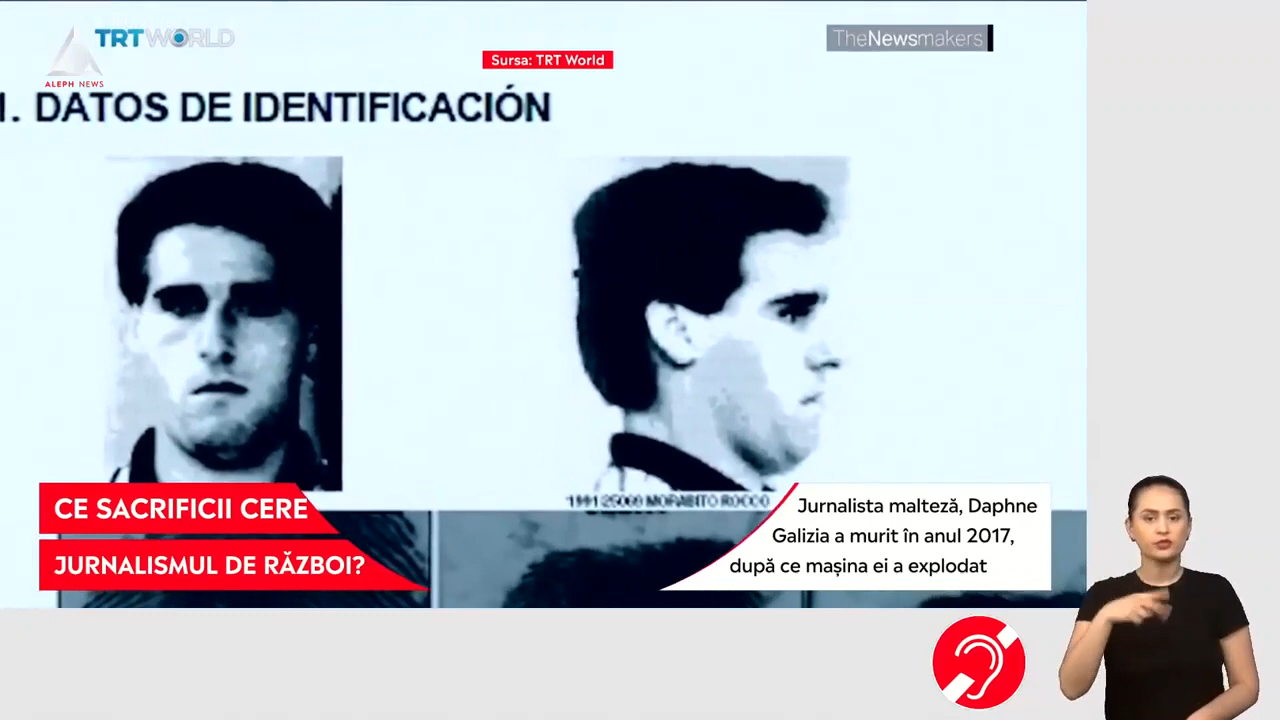 TRT WORLD
TheNewsmakers
ALEPH NEWS
Sursa: TRT World
1. DATOS DE IDENTIFICACIÓN
1991 25066 MORABITO ROCCO
CE SACRIFICII CERE
JURNALISMUL DE RĂZBOI?
Jurnalista malteză, Daphne
Galizia a murit în anul 2017,
după ce mașina ei a explodat